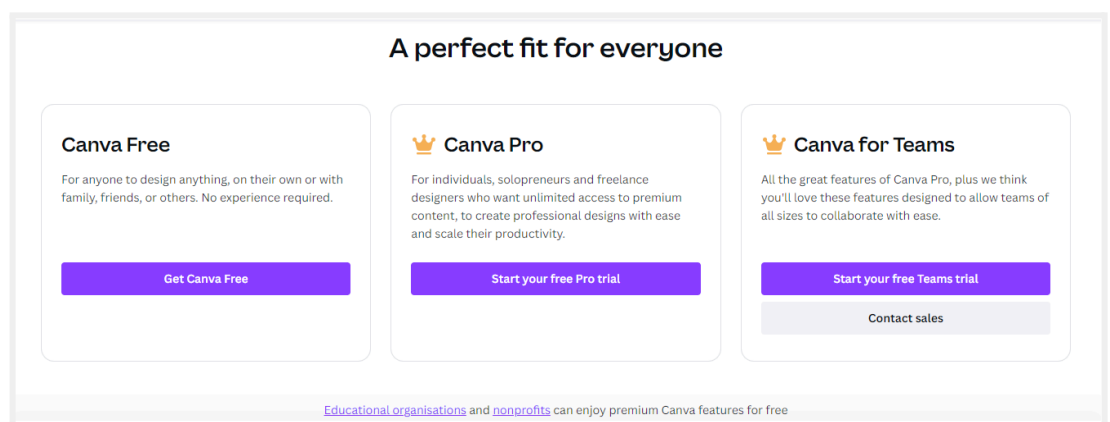 A perfect fit for everyone
Canva Free
For anyone to design anything, on their own or with
family, friends, or others. No experience required.
Get Canva Free
Canva Pro
For individuals, solopreneurs and freelance
designers who want unlimited access to premium
content, to create professional designs with ease
and scale their productivity.
Start your free Pro trial
Canva for Teams
All the great features of Canva Pro, plus we think
you'll love these features designed to allow teams of
all sizes to collaborate with ease.
Start your free Teams trial
Contact sales
Educational organisations and nonprofits can enjoy premium Canva features for free